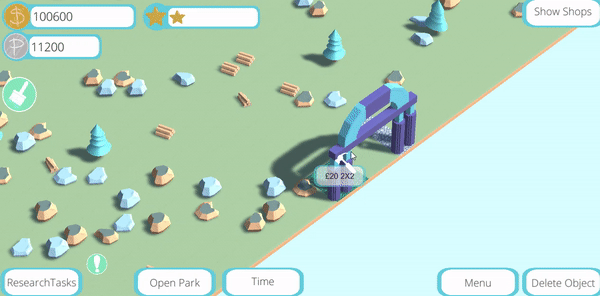 100600
Show Shops
11200
£20 2X2
ResearchTasks
Open Park
Time
Menu
Delete Object